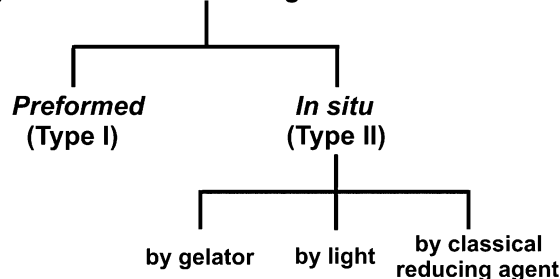 Preformed
(Type I)
In situ
(Type II)
by gelator
by light
by classical
reducing agent